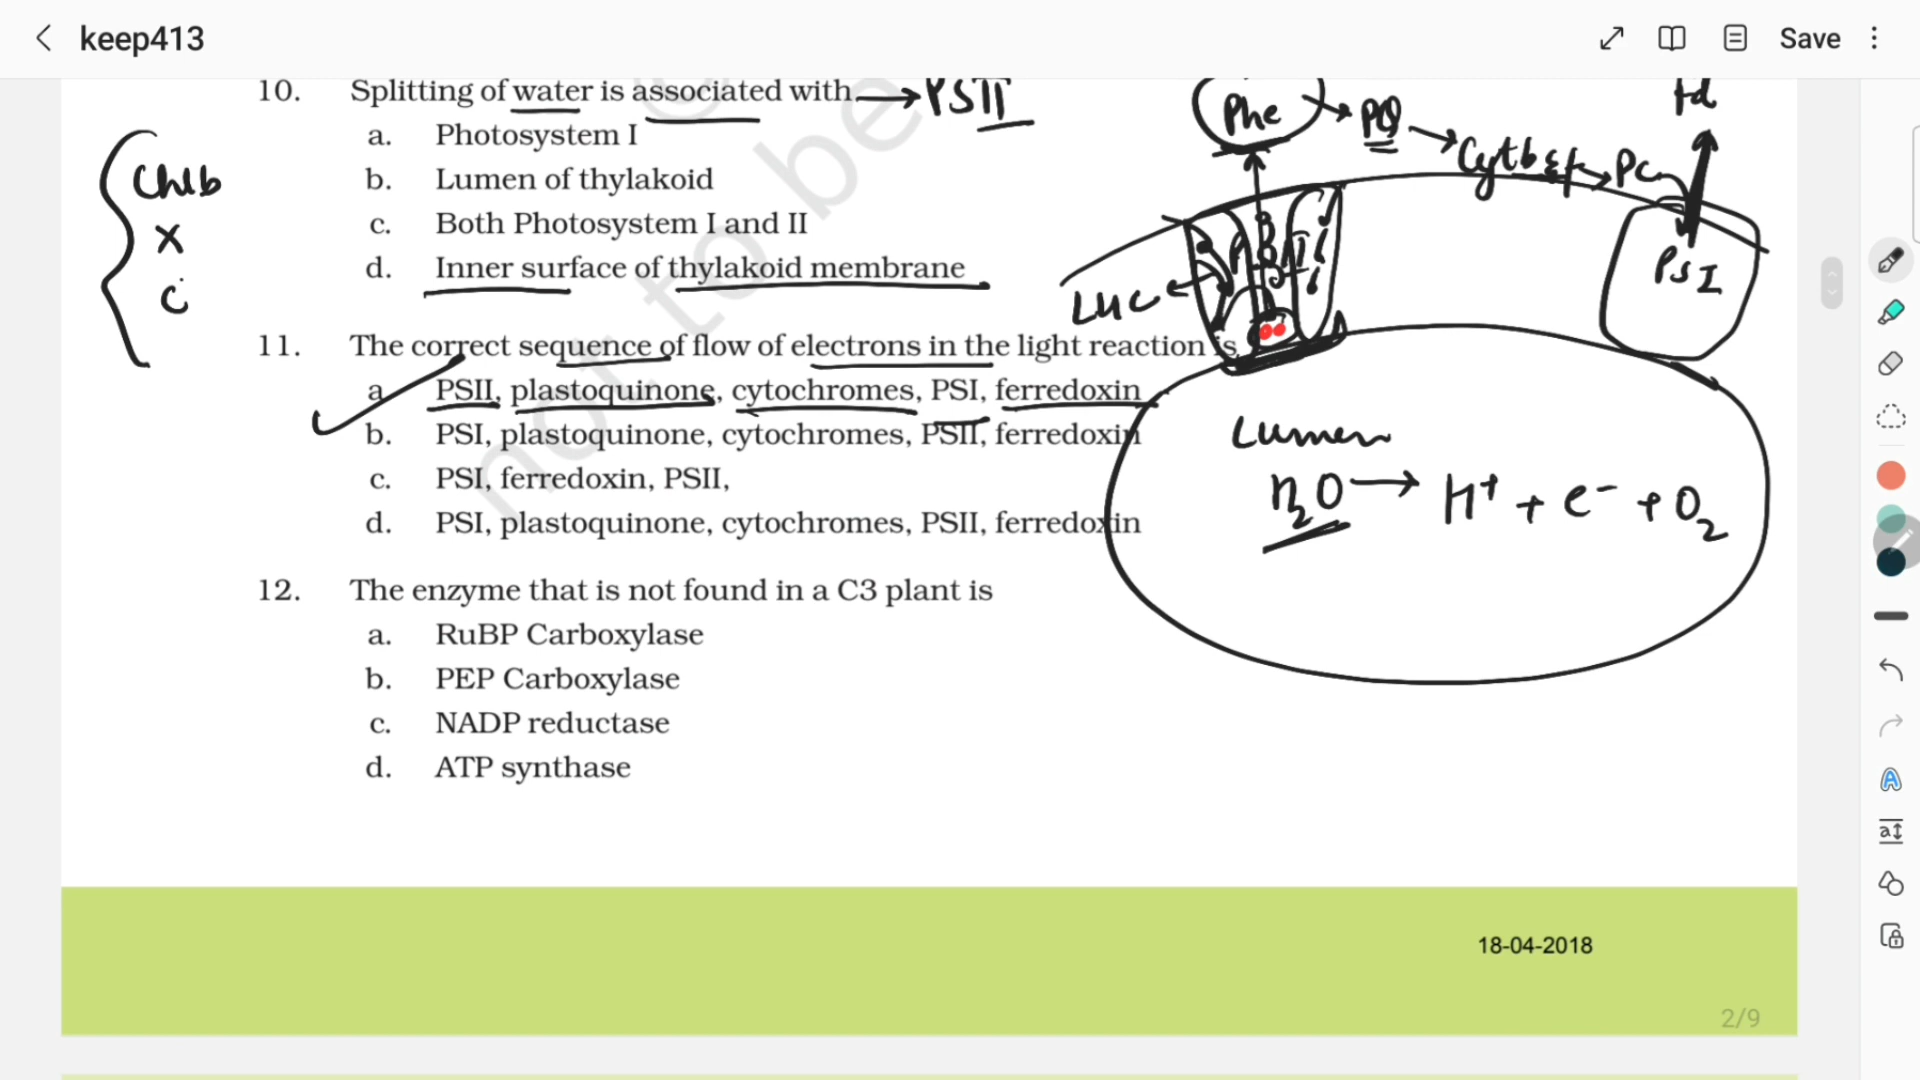 keep413
Save
10. Splitting of water is associated with → PSII
a. Photosystem I
b. Lumen of thylakoid
c. Both Photosystem I and II
d. Inner surface of thylakoid membrane
Chlb
X
C
Phe → PQ → Cytb6f → PC
Fd
PSI
LHC
11. The correct sequence of flow of electrons in the light reaction is
a. PSII, plastoquinone, cytochromes, PSI, ferredoxin
b. PSI, plastoquinone, cytochromes, PSII, ferredoxin
c. PSI, ferredoxin, PSII,
d. PSI, plastoquinone, cytochromes, PSII, ferredoxin
Lumen
H2O → H+ + e- + O2
12. The enzyme that is not found in a C3 plant is
a. RuBP Carboxylase
b. PEP Carboxylase
c. NADP reductase
d. ATP synthase
not to be
18-04-2018
2/9